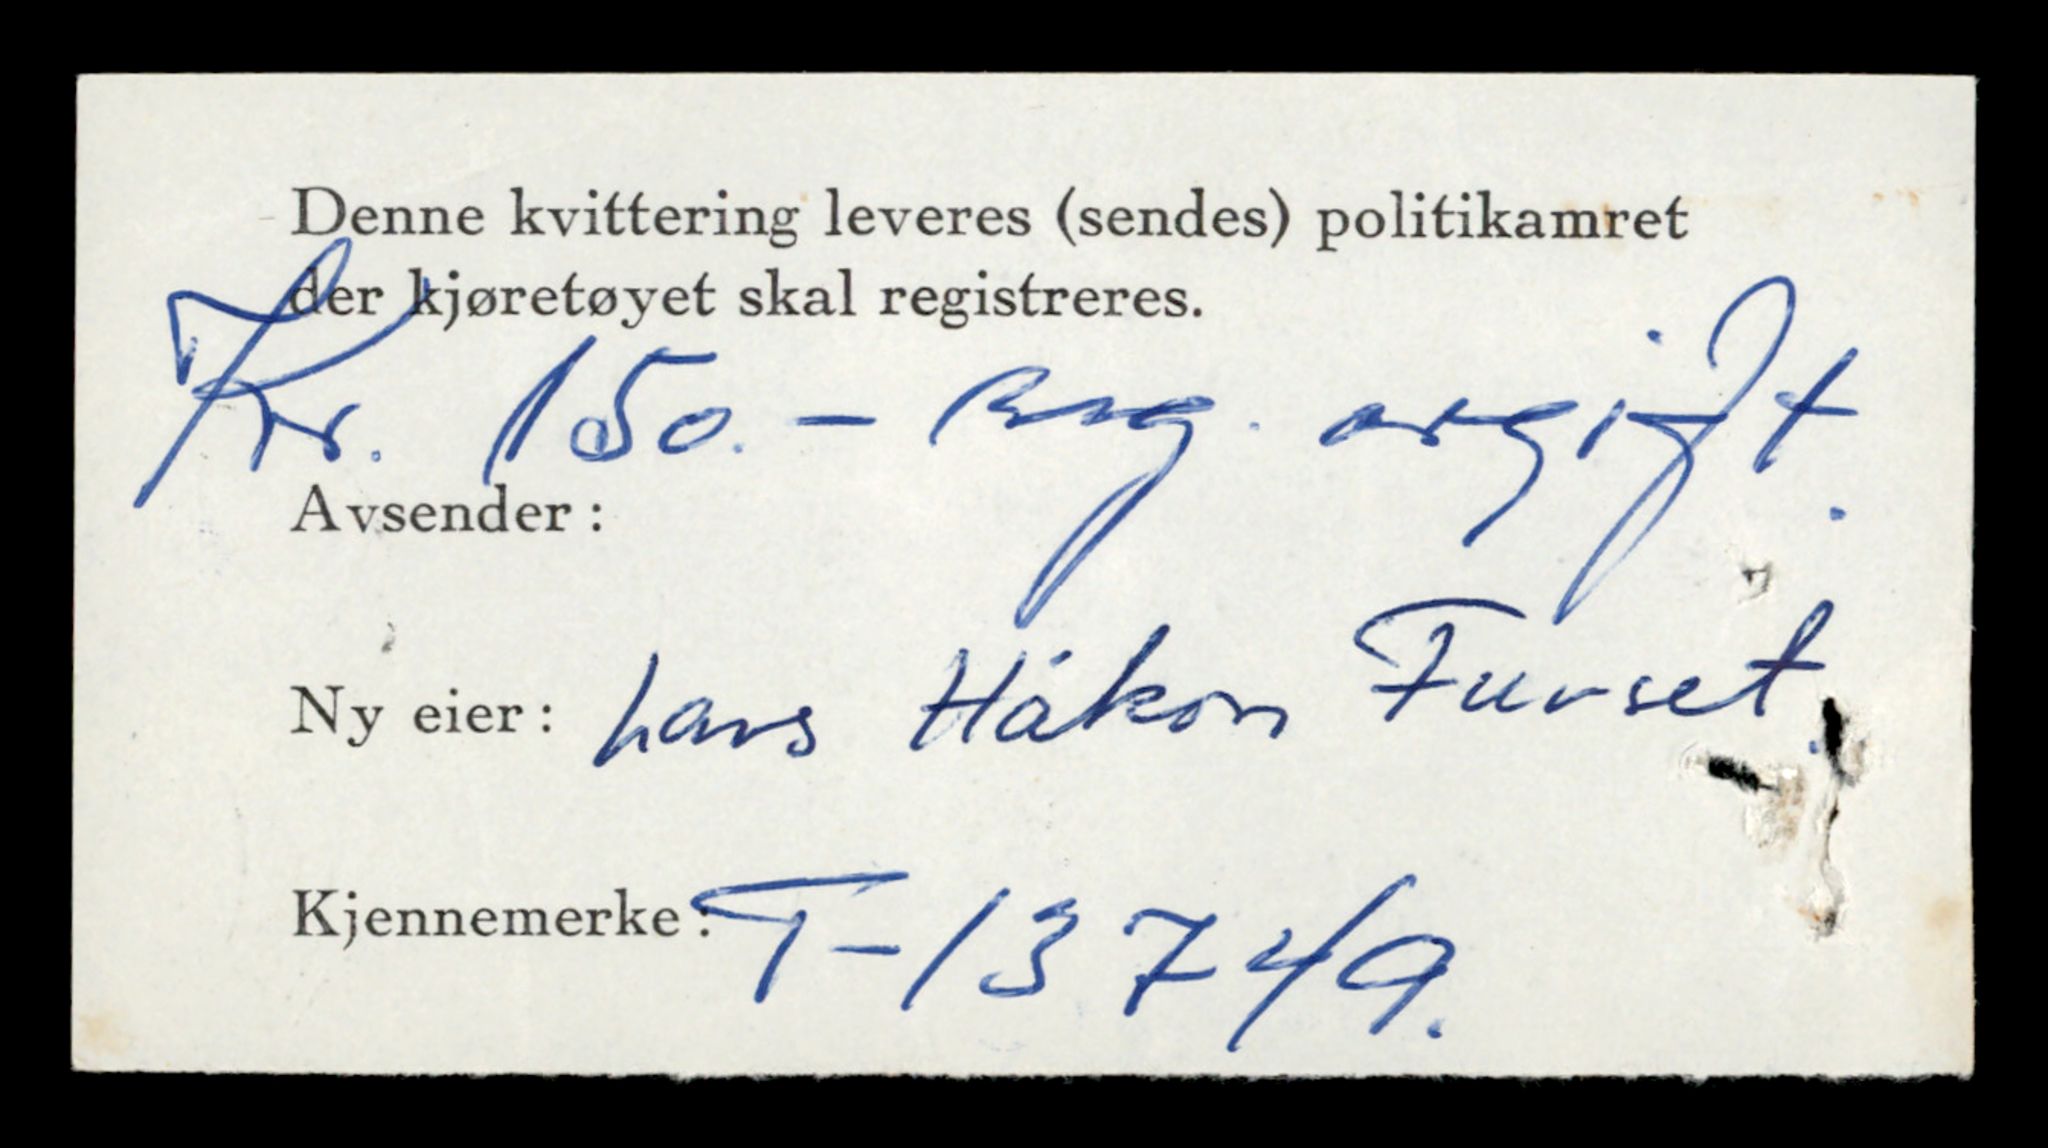 Denne kvittering leveres (sendes) politikamret
der kjøretøyet skal registreres.
Kr. 150.- reg. avgift.
Avsender:
Ny eier: Lars Håkon Furset.
Kjennemerke: T-13749.